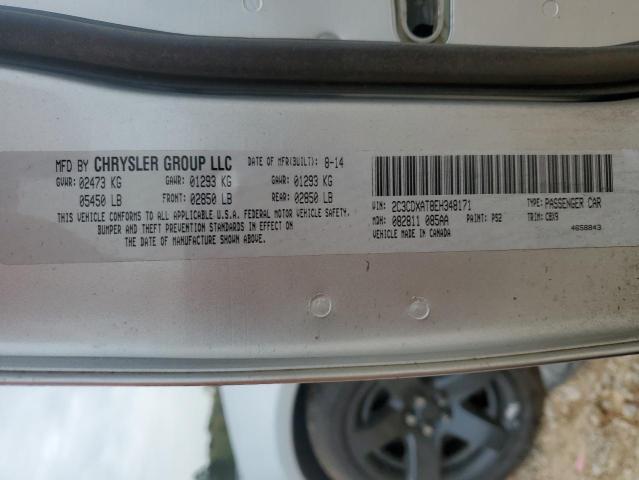 MFD BY CHRYSLER GROUP LLC DATE OF MFR(BUILT): 8-14
GVWR: 02473 KG GAWR: 01293 KG GAWR: 01293 KG
05450 LB FRONT: 02850 LB REAR: 02850 LB
THIS VEHICLE CONFORMS TO ALL APPLICABLE U.S.A. FEDERAL MOTOR VEHICLE SAFETY,
BUMPER AND THEFT PREVENTION STANDARDS IN EFFECT ON
THE DATE OF MANUFACTURE SHOWN ABOVE.
VIN: 2C3CDXAT8EH348171 TYPE: PASSENGER CAR
MDH: 082811 085AA PAINT: PS2 TRIM: CBX9
VEHICLE MADE IN CANADA
4658843